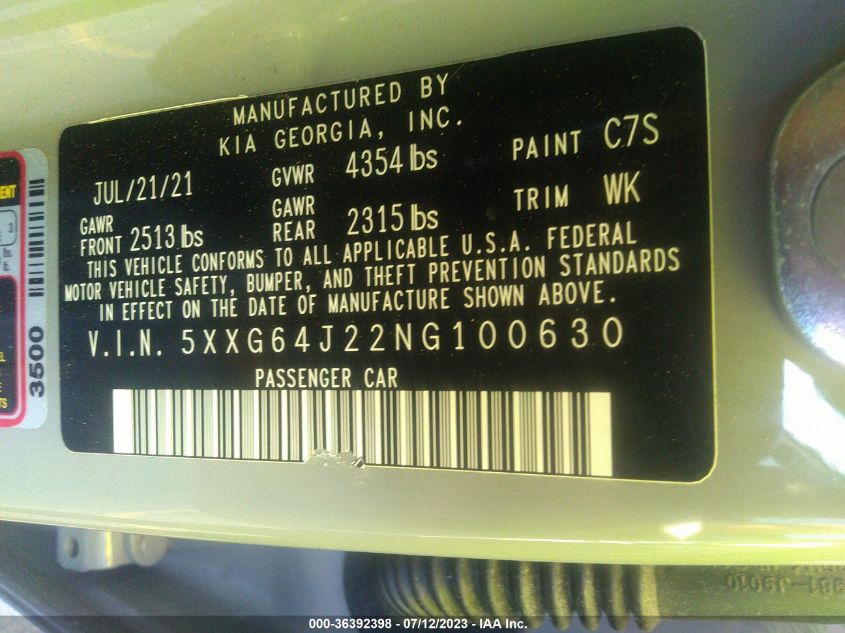 MANUFACTURED BY
KIA GEORGIA, INC.
JUL/21/21 GVWR 4354 lbs PAINT C7S
GAWR FRONT 2513 lbs GAWR REAR 2315 lbs TRIM WK
THIS VEHICLE CONFORMS TO ALL APPLICABLE U.S.A. FEDERAL
MOTOR VEHICLE SAFETY, BUMPER, AND THEFT PREVENTION STANDARDS
IN EFFECT ON THE DATE OF MANUFACTURE SHOWN ABOVE.
V.I.N. 5XXG64J22NG100630
PASSENGER CAR
3500
3
lbs
lb.
000-36392398 - 07/12/2023 - IAA Inc.